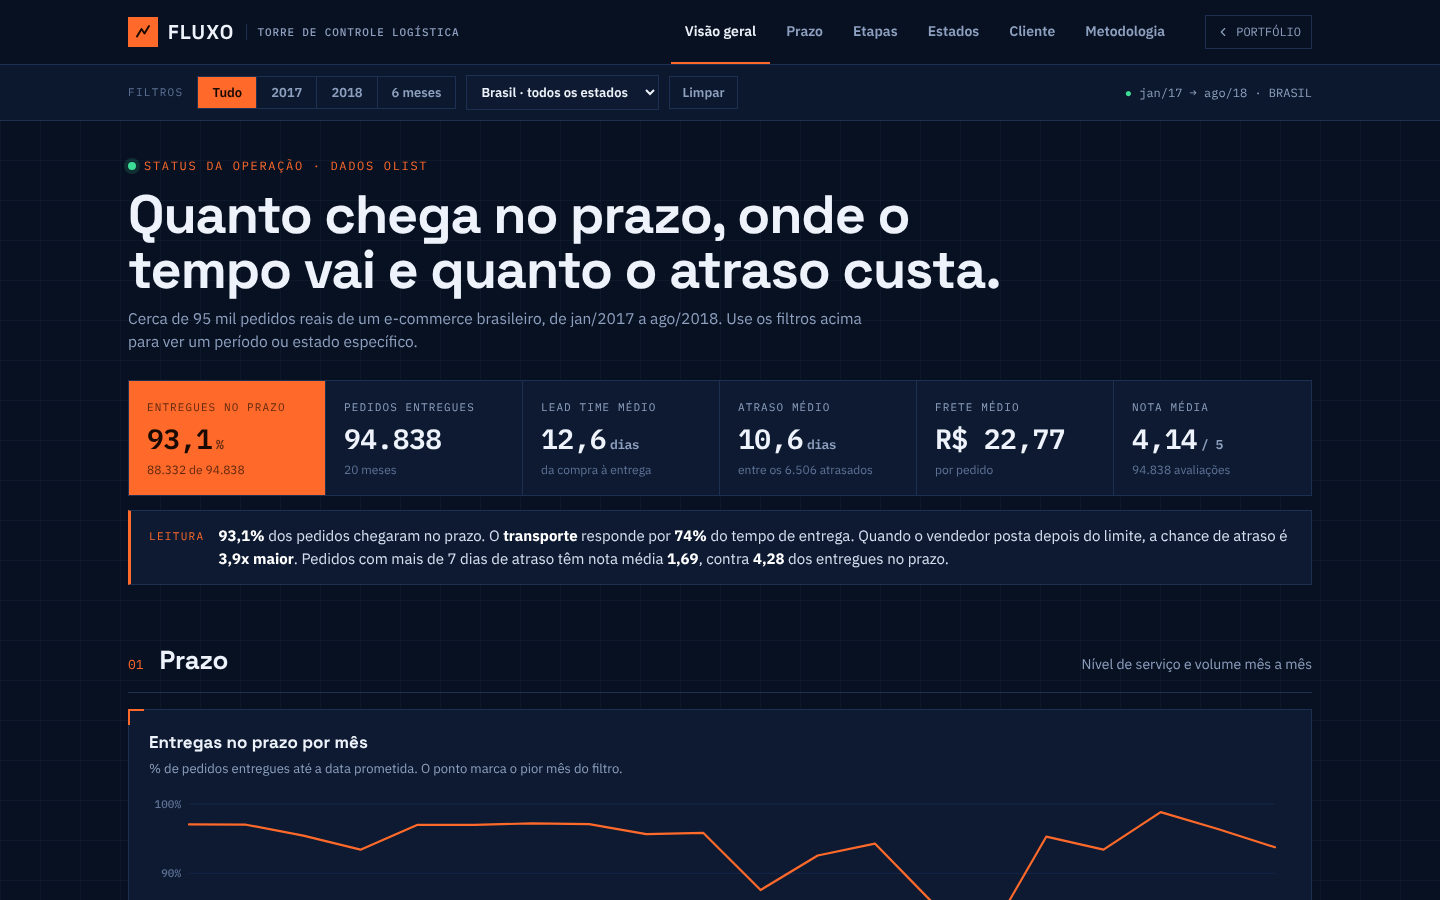 FLUXO
TORRE DE CONTROLE LOGÍSTICA
Visão geral
Prazo
Etapas
Estados
Cliente
Metodologia
PORTFÓLIO
FILTROS
Tudo
2017
2018
6 meses
Brasil · todos os estados
Limpar
jan/17 → ago/18 · BRASIL
STATUS DA OPERAÇÃO · DADOS OLIST
Quanto chega no prazo, onde o
tempo vai e quanto o atraso custa.
Cerca de 95 mil pedidos reais de um e-commerce brasileiro, de jan/2017 a ago/2018. Use os filtros acima
para ver um período ou estado específico.
ENTREGUES NO PRAZO
93,1%
88.332 de 94.838
PEDIDOS ENTREGUES
94.838
20 meses
LEAD TIME MÉDIO
12,6 dias
da compra à entrega
ATRASO MÉDIO
10,6 dias
entre os 6.506 atrasados
FRETE MÉDIO
R$ 22,77
por pedido
NOTA MÉDIA
4,14 / 5
94.838 avaliações
LEITURA
93,1% dos pedidos chegaram no prazo. O transporte responde por 74% do tempo de entrega. Quando o vendedor posta depois do limite, a chance de atraso é
3,9x maior. Pedidos com mais de 7 dias de atraso têm nota média 1,69, contra 4,28 dos entregues no prazo.
01 Prazo
Nível de serviço e volume mês a mês
Entregas no prazo por mês
% de pedidos entregues até a data prometida. O ponto marca o pior mês do filtro.
100%
90%